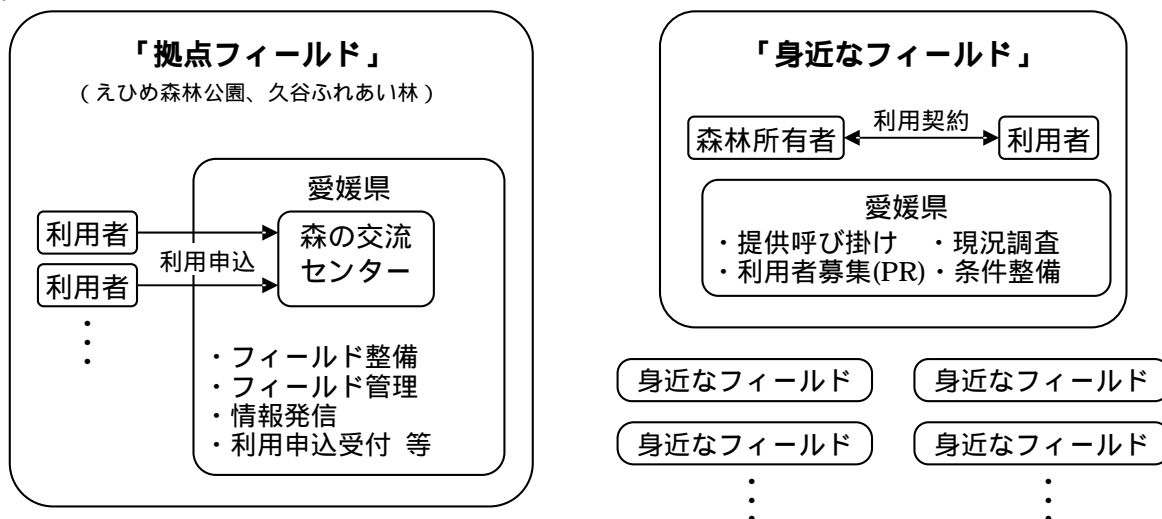 「拠点フィールド」
(えひめ森林公園、久谷ふれあい林)
愛媛県
利用者
利用者
利用申込
森の交流
センター
・フィールド整備
・フィールド管理
・情報発信
・利用申込受付 等
「身近なフィールド」
森林所有者
利用契約
利用者
愛媛県
・提供呼び掛け ・現況調査
・利用者募集(PR)・条件整備
身近なフィールド
身近なフィールド
身近なフィールド
身近なフィールド